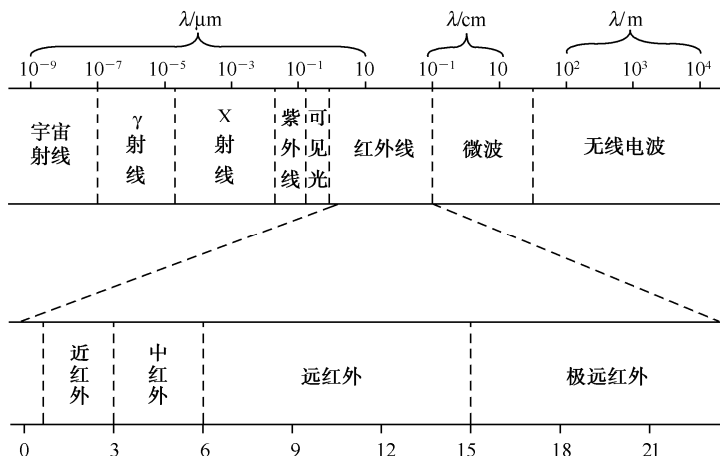 λ/μm λ/cm λ/m
10⁻⁹ 10⁻⁷ 10⁻⁵ 10⁻³ 10⁻¹ 10 10⁻¹ 10 10² 10³ 10⁴
宇宙射线
γ射线
X射线
紫外线
可见光
红外线
微波
无线电波
近红外
中红外
远红外
极远红外
0 3 6 9 12 15 18 21